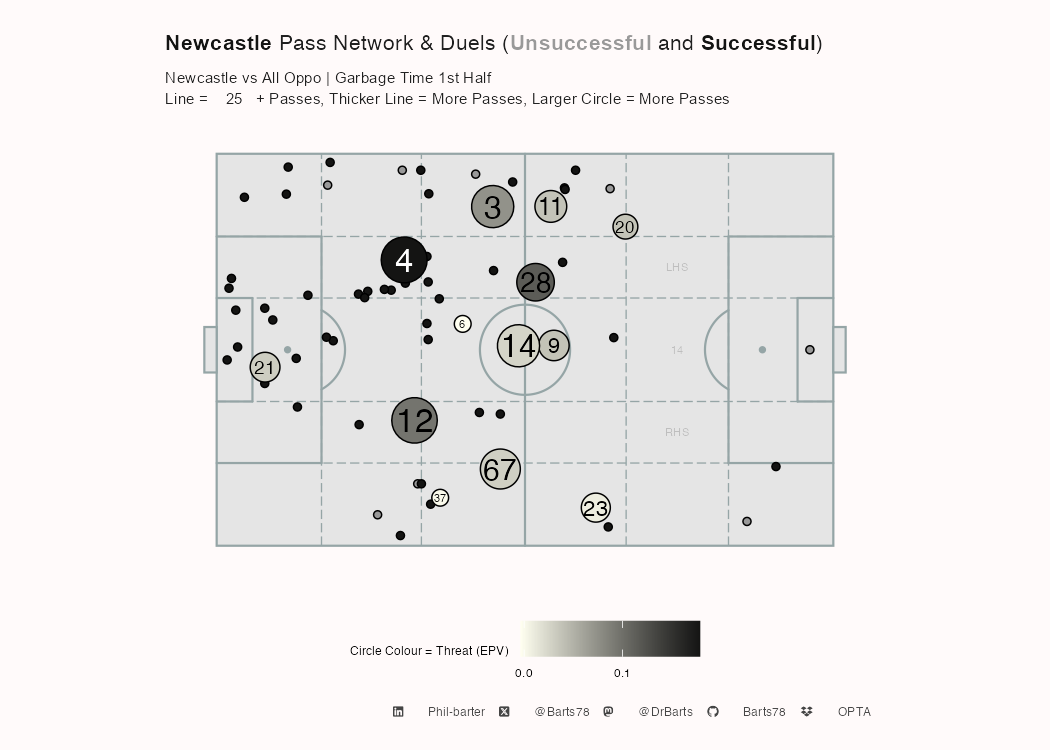 Newcastle Pass Network & Duels (Unsuccessful and Successful)
Newcastle vs All Oppo | Garbage Time 1st Half
Line = 25 + Passes, Thicker Line = More Passes, Larger Circle = More Passes
3
11
20
4
LHS
28
6
14
9
14
21
12
RHS
67
37
23
Circle Colour = Threat (EPV)
0.0
0.1
Phil-barter
@Barts78
@DrBarts
Barts78
OPTA